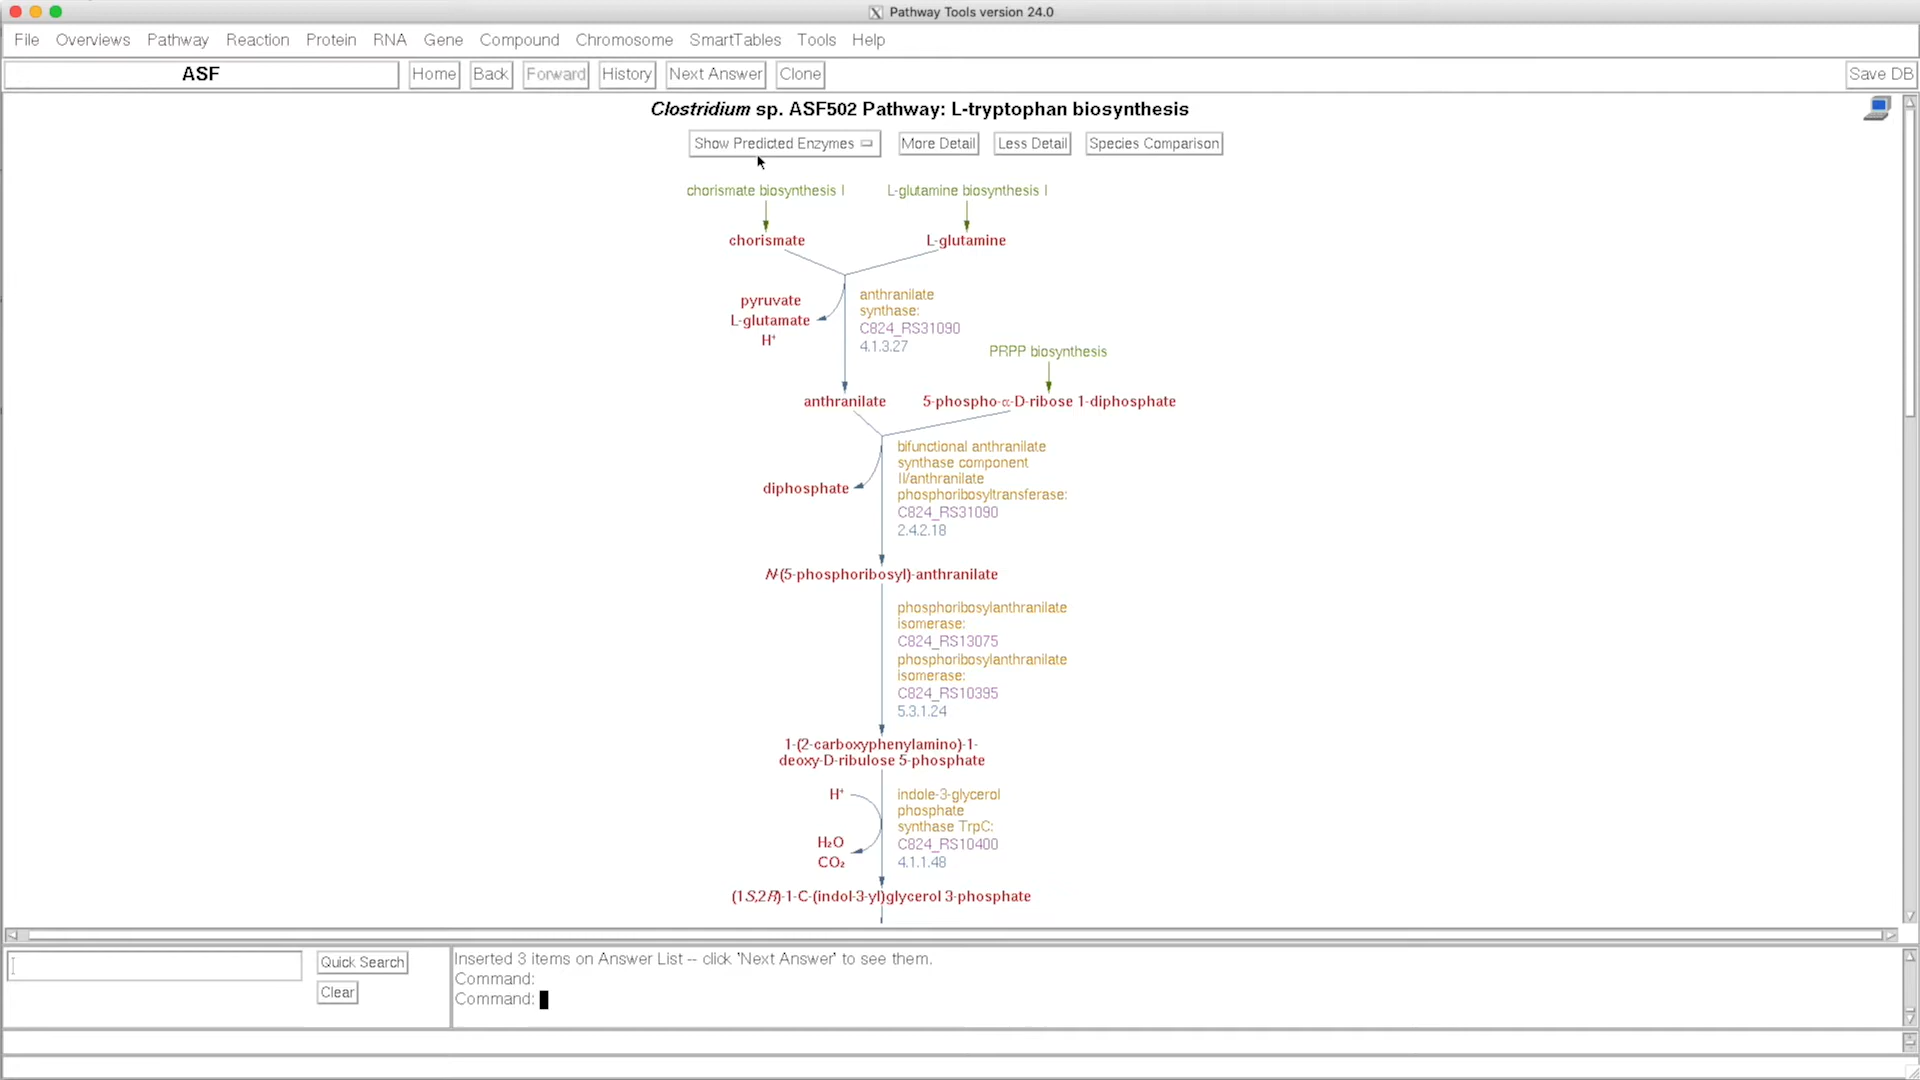 Pathway Tools version 24.0
File Overviews Pathway Reaction Protein RNA Gene Compound Chromosome SmartTables Tools Help
ASF Home Back Forward History Next Answer Clone Save DB
Clostridium sp. ASF502 Pathway: L-tryptophan biosynthesis
Show Predicted Enzymes More Detail Less Detail Species Comparison
chorismate biosynthesis I L-glutamine biosynthesis I
chorismate L-glutamine
pyruvate
L-glutamate
H⁺
anthranilate
synthase:
C824_RS31090
4.1.3.27
PRPP biosynthesis
anthranilate 5-phospho-α-D-ribose 1-diphosphate
diphosphate
bifunctional anthranilate
synthase component
II/anthranilate
phosphoribosyltransferase:
C824_RS31090
2.4.2.18
N-(5-phosphoribosyl)-anthranilate
phosphoribosylanthranilate
isomerase:
C824_RS13075
phosphoribosylanthranilate
isomerase:
C824_RS10395
5.3.1.24
1-(2-carboxyphenylamino)-1-
deoxy-D-ribulose 5-phosphate
H⁺
H₂O
CO₂
indole-3-glycerol
phosphate
synthase TrpC:
C824_RS10400
4.1.1.48
(1S,2R)-1-C-(indol-3-yl)glycerol 3-phosphate
Quick Search
Clear
Inserted 3 items on Answer List -- click 'Next Answer' to see them.
Command:
Command: